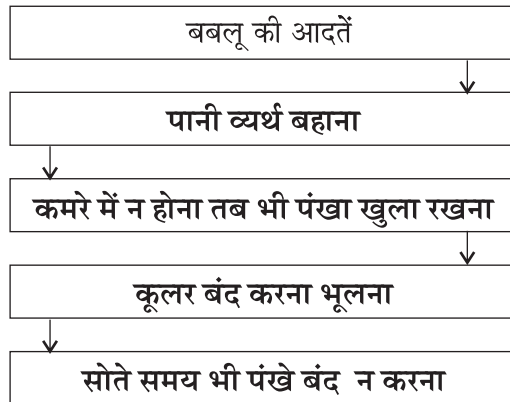 बबलू की आदतें
पानी व्यर्थ बहाना
कमरे में न होना तब भी पंखा खुला रखना
कूलर बंद करना भूलना
सोते समय भी पंखे बंद न करना